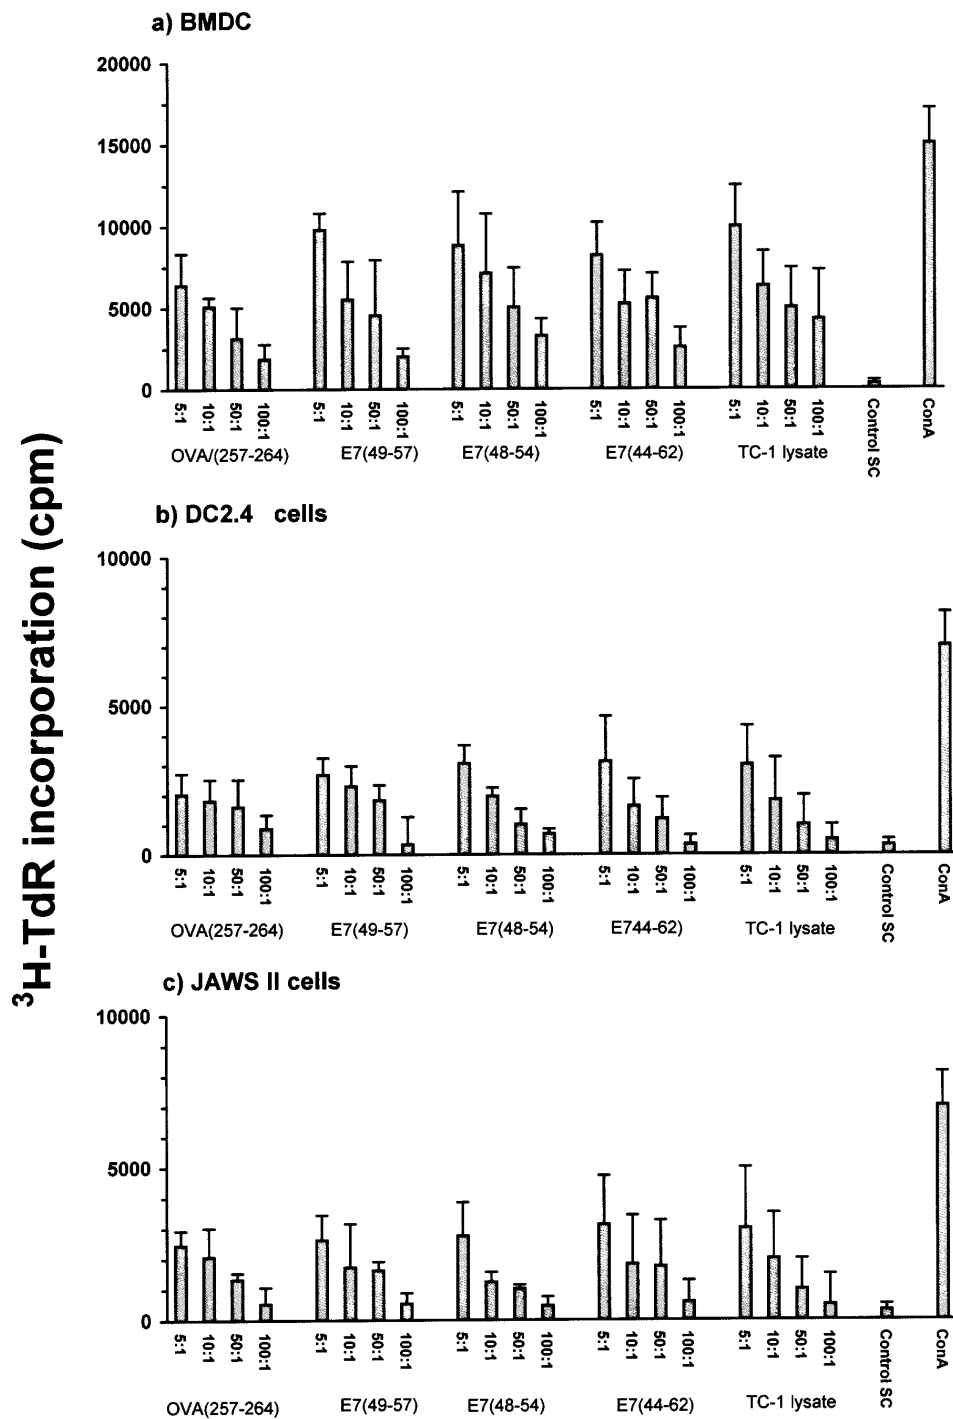 ³H-TdR incorporation (cpm)
a) BMDC
20000
15000
10000
5000
0
5:1 10:1 50:1 100:1 5:1 10:1 50:1 100:1 5:1 10:1 50:1 100:1 5:1 10:1 50:1 100:1 5:1 10:1 50:1 100:1 Control SC ConA
OVA/(257-264) E7(49-57) E7(48-54) E7(44-62) TC-1 lysate
b) DC2.4 cells
10000
5000
0
5:1 10:1 50:1 100:1 5:1 10:1 50:1 100:1 5:1 10:1 50:1 100:1 5:1 10:1 50:1 100:1 5:1 10:1 50:1 100:1 Control SC ConA
OVA(257-264) E7(49-57) E7(48-54) E744-62) TC-1 lysate
c) JAWS II cells
10000
5000
0
5:1 10:1 50:1 100:1 5:1 10:1 50:1 100:1 5:1 10:1 50:1 100:1 5:1 10:1 50:1 100:1 5:1 10:1 50:1 100:1 Control SC ConA
OVA(257-264) E7(49-57) E7(48-54) E7(44-62) TC-1 lysate